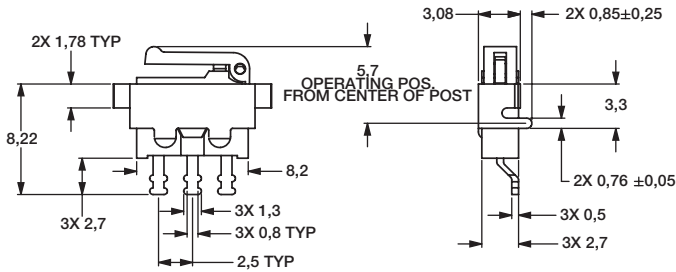 3,08
2X 0,85±0,25
2X 1,78 TYP
5,7
OPERATING POS.
FROM CENTER OF POST
3,3
8,22
8,2
2X 0,76 ±0,05
3X 2,7
3X 1,3
3X 0,8 TYP
2,5 TYP
3X 0,5
3X 2,7